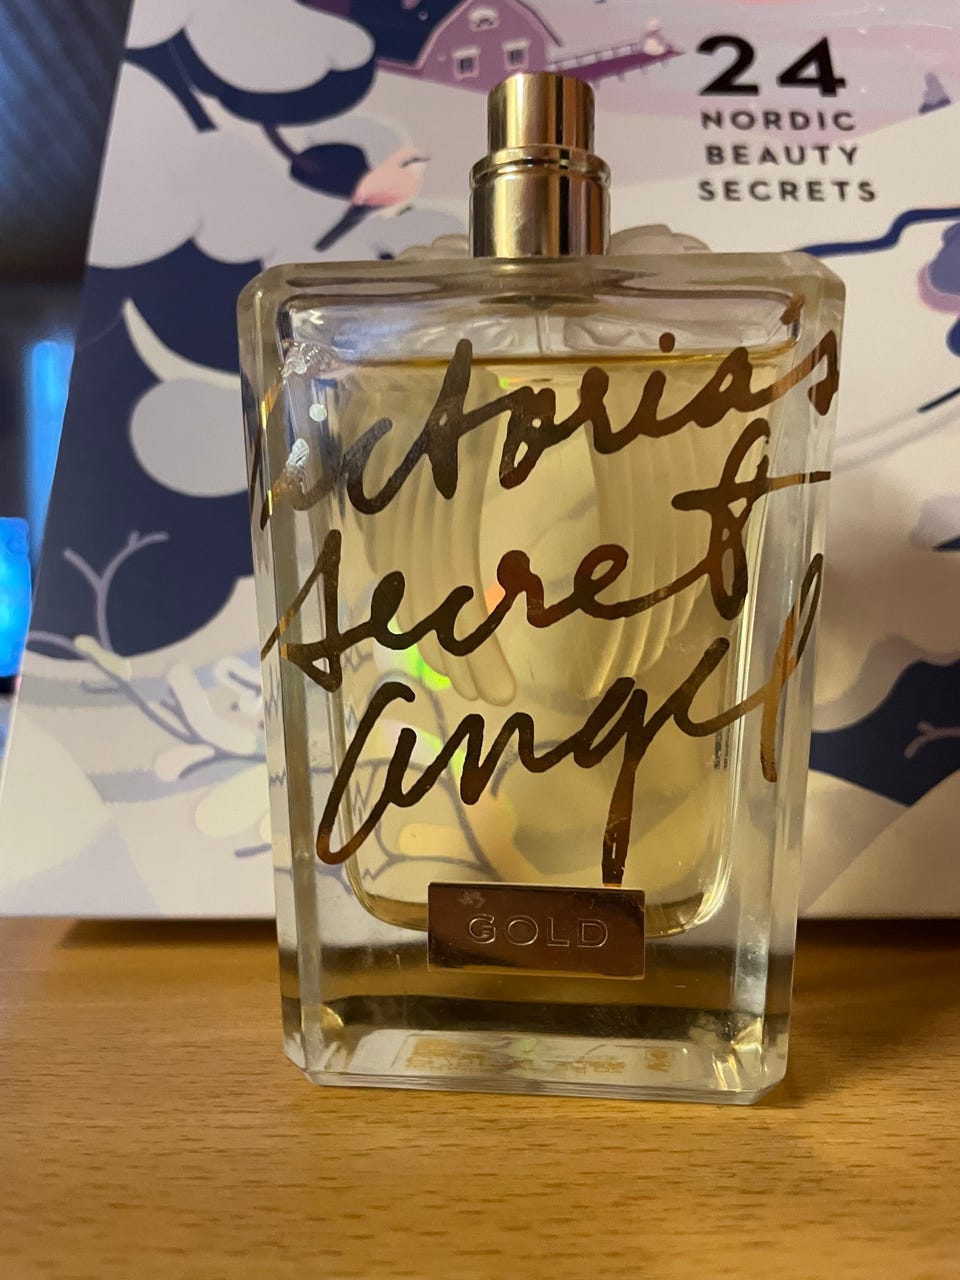 24
NORDIC
BEAUTY
SECRETS
Victoria's
secret
angel
GOLD